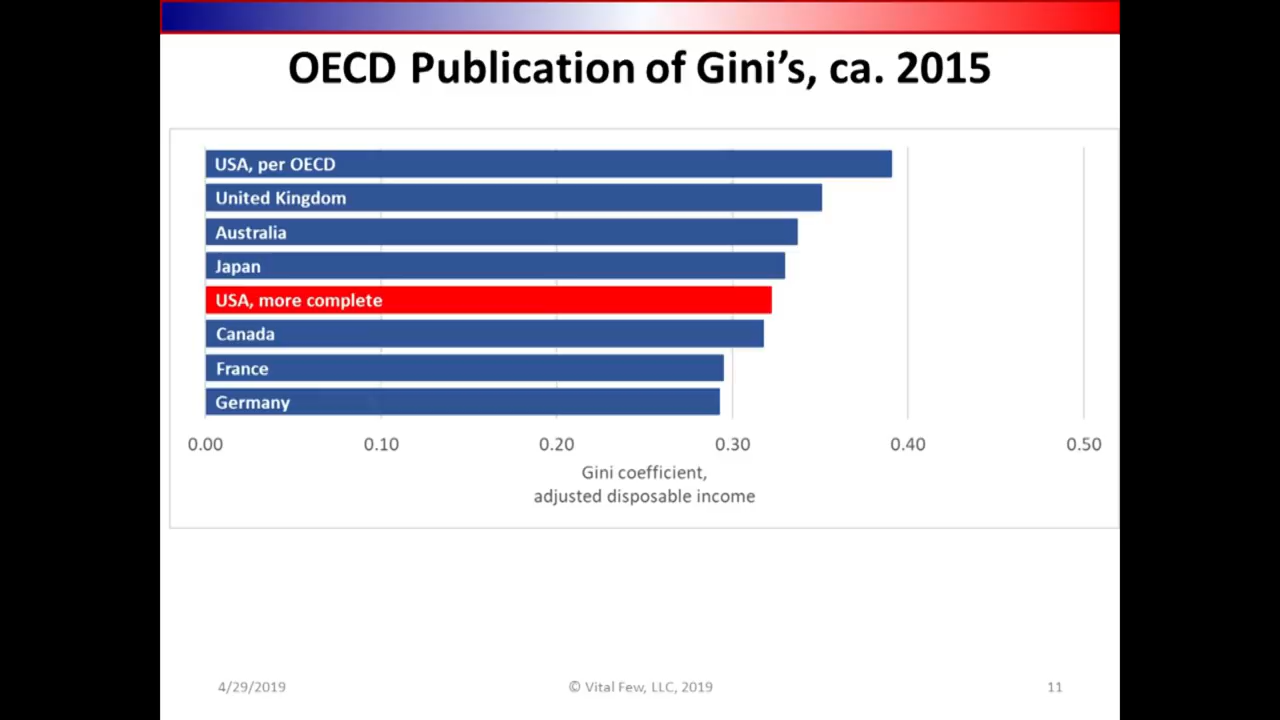 OECD Publication of Gini's, ca. 2015
USA, per OECD
United Kingdom
Australia
Japan
USA, more complete
Canada
France
Germany
0.00 0.10 0.20 0.30 0.40 0.50
Gini coefficient,
adjusted disposable income
4/29/2019 © Vital Few, LLC, 2019 11